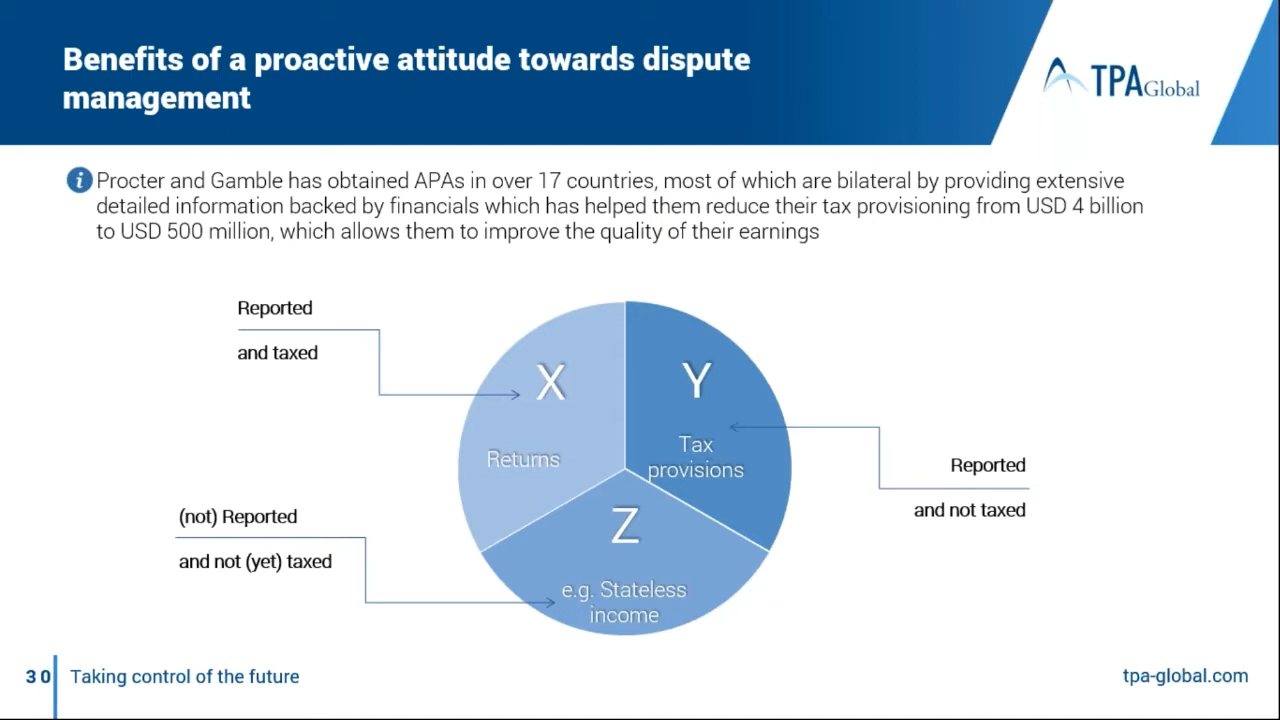 Benefits of a proactive attitude towards dispute
management
TPA Global
Procter and Gamble has obtained APAs in over 17 countries, most of which are bilateral by providing extensive
detailed information backed by financials which has helped them reduce their tax provisioning from USD 4 billion
to USD 500 million, which allows them to improve the quality of their earnings
Reported
and taxed
X
Returns
Y
Tax
provisions
Reported
and not taxed
(not) Reported
and not (yet) taxed
Z
e.g. Stateless
income
30
Taking control of the future
tpa-global.com